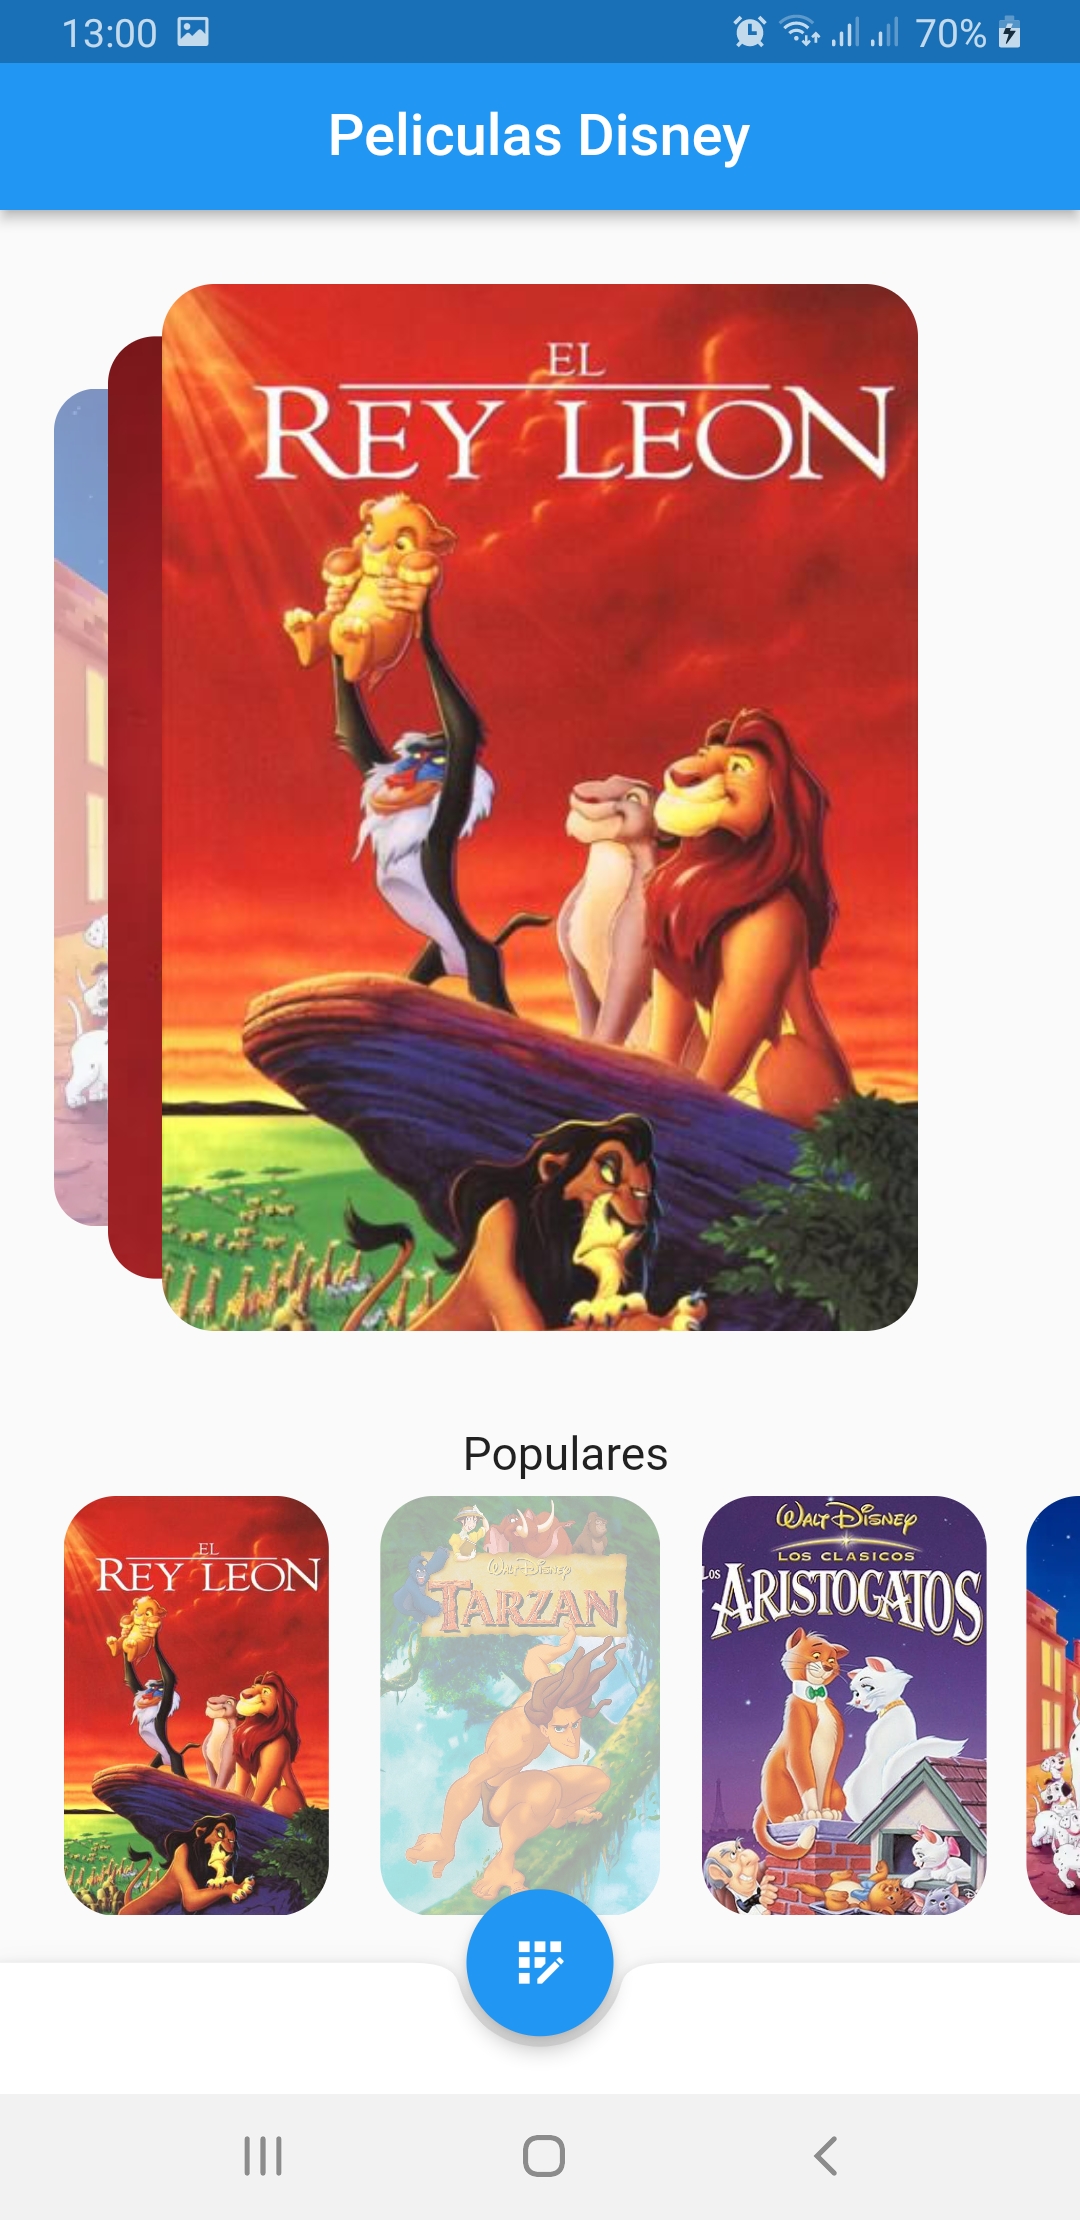 13:00
70%
Peliculas Disney
EL
REY LEON
Populares
EL
REY LEON
Walt Disney
TARZAN
Walt Disney
LOS CLASICOS
LOS
ARISTOGATOS